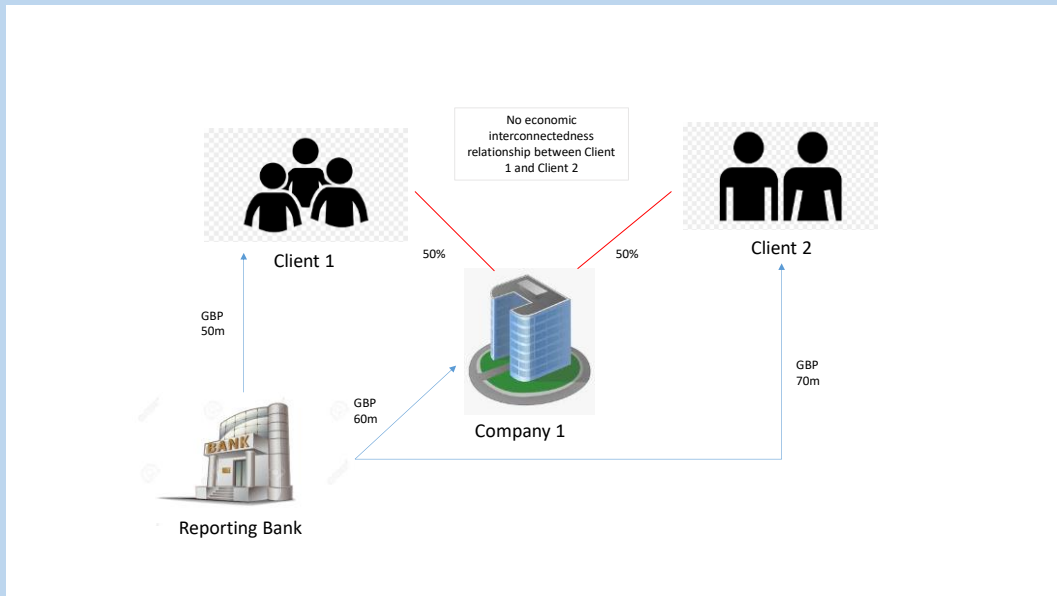 No economic
interconnectedness
relationship between Client
1 and Client 2
Client 1
Client 2
50%
50%
GBP
50m
GBP
70m
GBP
60m
BANK
Company 1
Reporting Bank